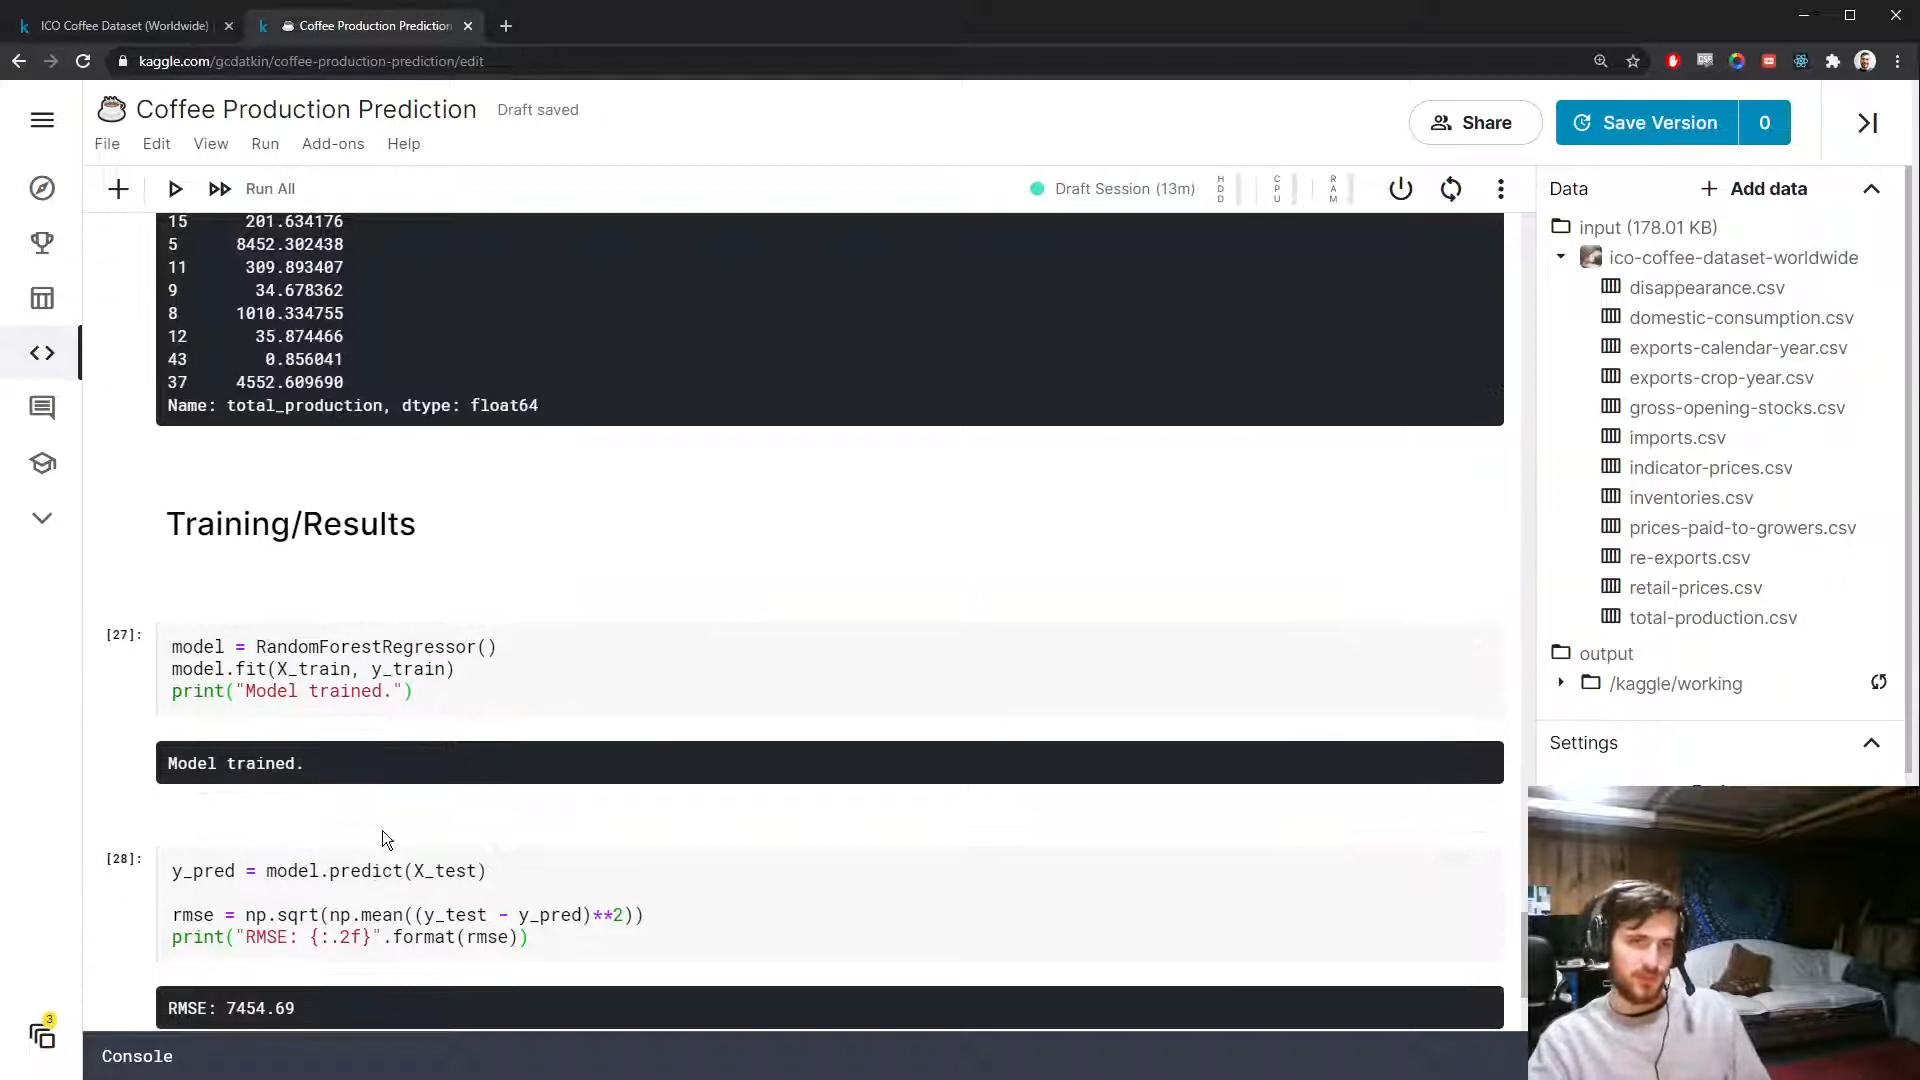 ICO Coffee Dataset (Worldwide)
Coffee Production Prediction
kaggle.com/gcdatkin/coffee-production-prediction/edit
Coffee Production Prediction
Draft saved
Share
Save Version
0
File
Edit
View
Run
Add-ons
Help
Run All
Draft Session (13m)
HDD
CPU
RAM
15 201.634176
5 8452.302438
11 309.893407
9 34.678362
8 1010.334755
12 35.874466
43 0.856041
37 4552.609690
Name: total_production, dtype: float64
Training/Results
[27]:
model = RandomForestRegressor()
model.fit(X_train, y_train)
print("Model trained.")
Model trained.
[28]:
y_pred = model.predict(X_test)
rmse = np.sqrt(np.mean((y_test - y_pred)**2))
print("RMSE: {:.2f}".format(rmse))
RMSE: 7454.69
3
Console
Data
Add data
input (178.01 KB)
ico-coffee-dataset-worldwide
disappearance.csv
domestic-consumption.csv
exports-calendar-year.csv
exports-crop-year.csv
gross-opening-stocks.csv
imports.csv
indicator-prices.csv
inventories.csv
prices-paid-to-growers.csv
re-exports.csv
retail-prices.csv
total-production.csv
output
/kaggle/working
Settings